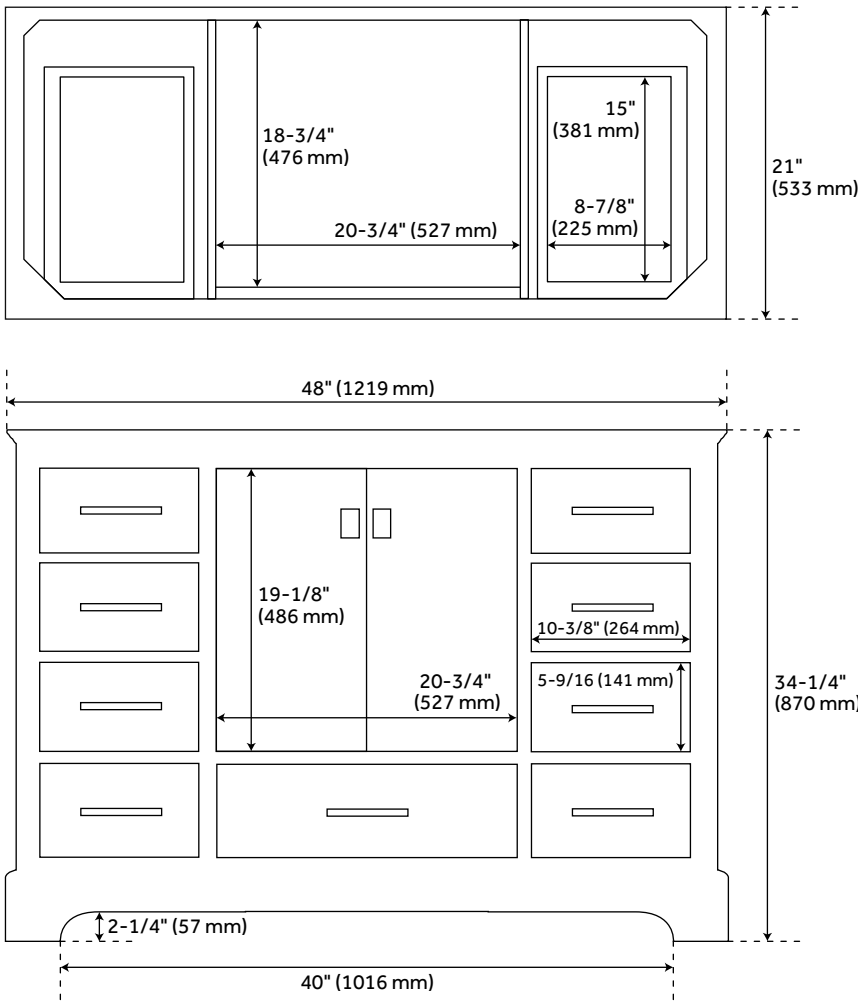 18-3/4"
(476 mm)
15"
(381 mm)
21"
(533 mm)
8-7/8"
(225 mm)
20-3/4" (527 mm)
48" (1219 mm)
19-1/8"
(486 mm)
10-3/8" (264 mm)
5-9/16 (141 mm)
20-3/4"
(527 mm)
34-1/4"
(870 mm)
2-1/4" (57 mm)
40" (1016 mm)